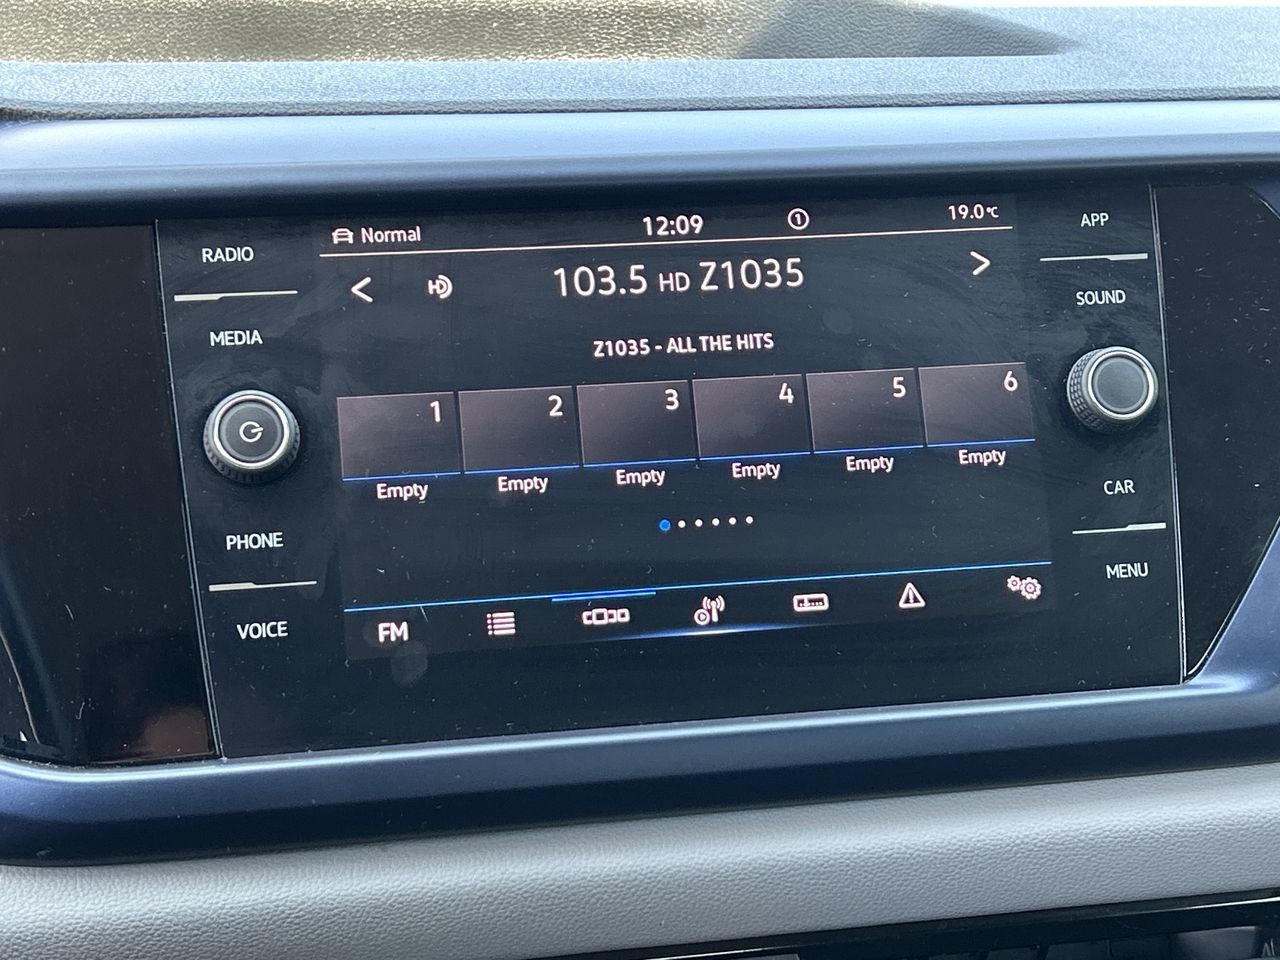 Normal 12:09 1 19.0°C
103.5 HD Z1035
Z1035 - ALL THE HITS
1 2 3 4 5 6
Empty Empty Empty Empty Empty Empty
FM
RADIO
MEDIA
PHONE
VOICE
APP
SOUND
CAR
MENU